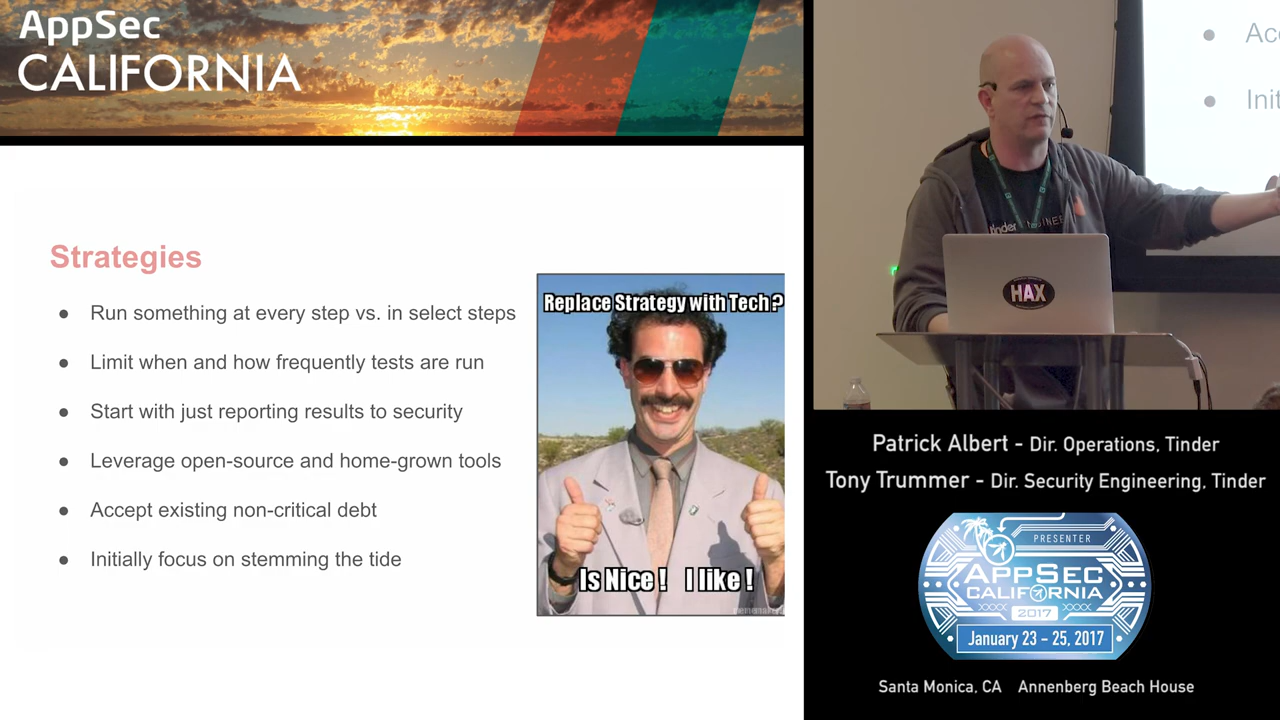 AppSec
CALIFORNIA
Strategies
● Run something at every step vs. in select steps
● Limit when and how frequently tests are run
● Start with just reporting results to security
● Leverage open-source and home-grown tools
● Accept existing non-critical debt
● Initially focus on stemming the tide
Replace Strategy with Tech?
Is Nice! I like!
● Acc
● Init
tinder
HAX
Patrick Albert - Dir. Operations, Tinder
Tony Trummer - Dir. Security Engineering, Tinder
PRESENTER
APPSEC
CALIFORNIA
2017
January 23 - 25, 2017
Santa Monica, CA Annenberg Beach House